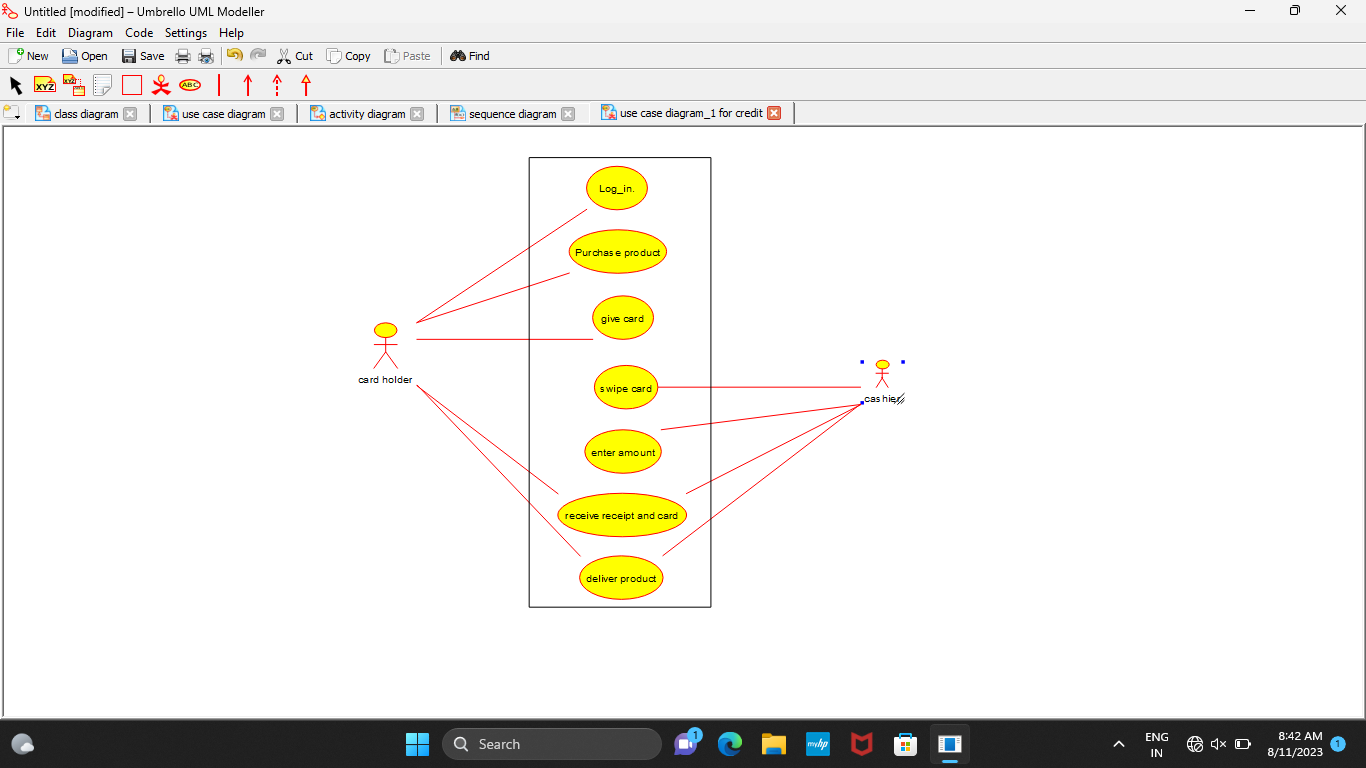 Untitled [modified] – Umbrello UML Modeller
File Edit Diagram Code Settings Help
New Open Save Cut Copy Paste Find
XYZ XYZ ABC
class diagram use case diagram activity diagram sequence diagram use case diagram_1 for credit
Log_in.
Purchase product
give card
card holder
swipe card
cashier
enter amount
receive receipt and card
deliver product
Search
1
myhp
ENG
IN
8:42 AM
8/11/2023
1